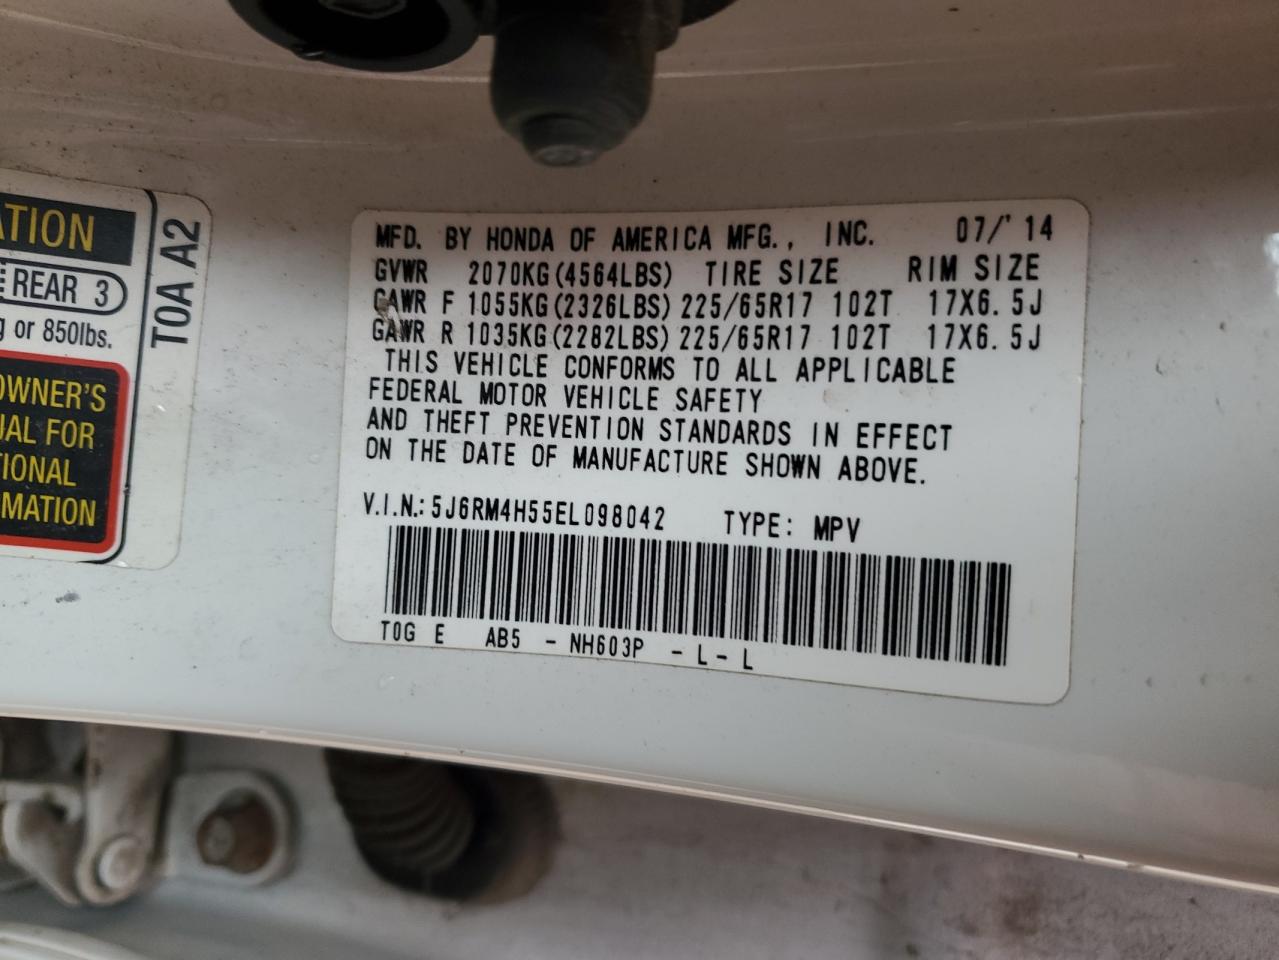 ATION
REAR 3
g or 850lbs.
OWNER'S
UAL FOR
TIONAL
RMATION
T0A A2
MFD. BY HONDA OF AMERICA MFG., INC. 07/'14
GVWR 2070KG(4564LBS) TIRE SIZE RIM SIZE
GAWR F 1055KG(2326LBS) 225/65R17 102T 17X6.5J
GAWR R 1035KG(2282LBS) 225/65R17 102T 17X6.5J
THIS VEHICLE CONFORMS TO ALL APPLICABLE
FEDERAL MOTOR VEHICLE SAFETY
AND THEFT PREVENTION STANDARDS IN EFFECT
ON THE DATE OF MANUFACTURE SHOWN ABOVE.
V.I.N.: 5J6RM4H55EL098042 TYPE: MPV
T0G E AB5 - NH603P - L - L